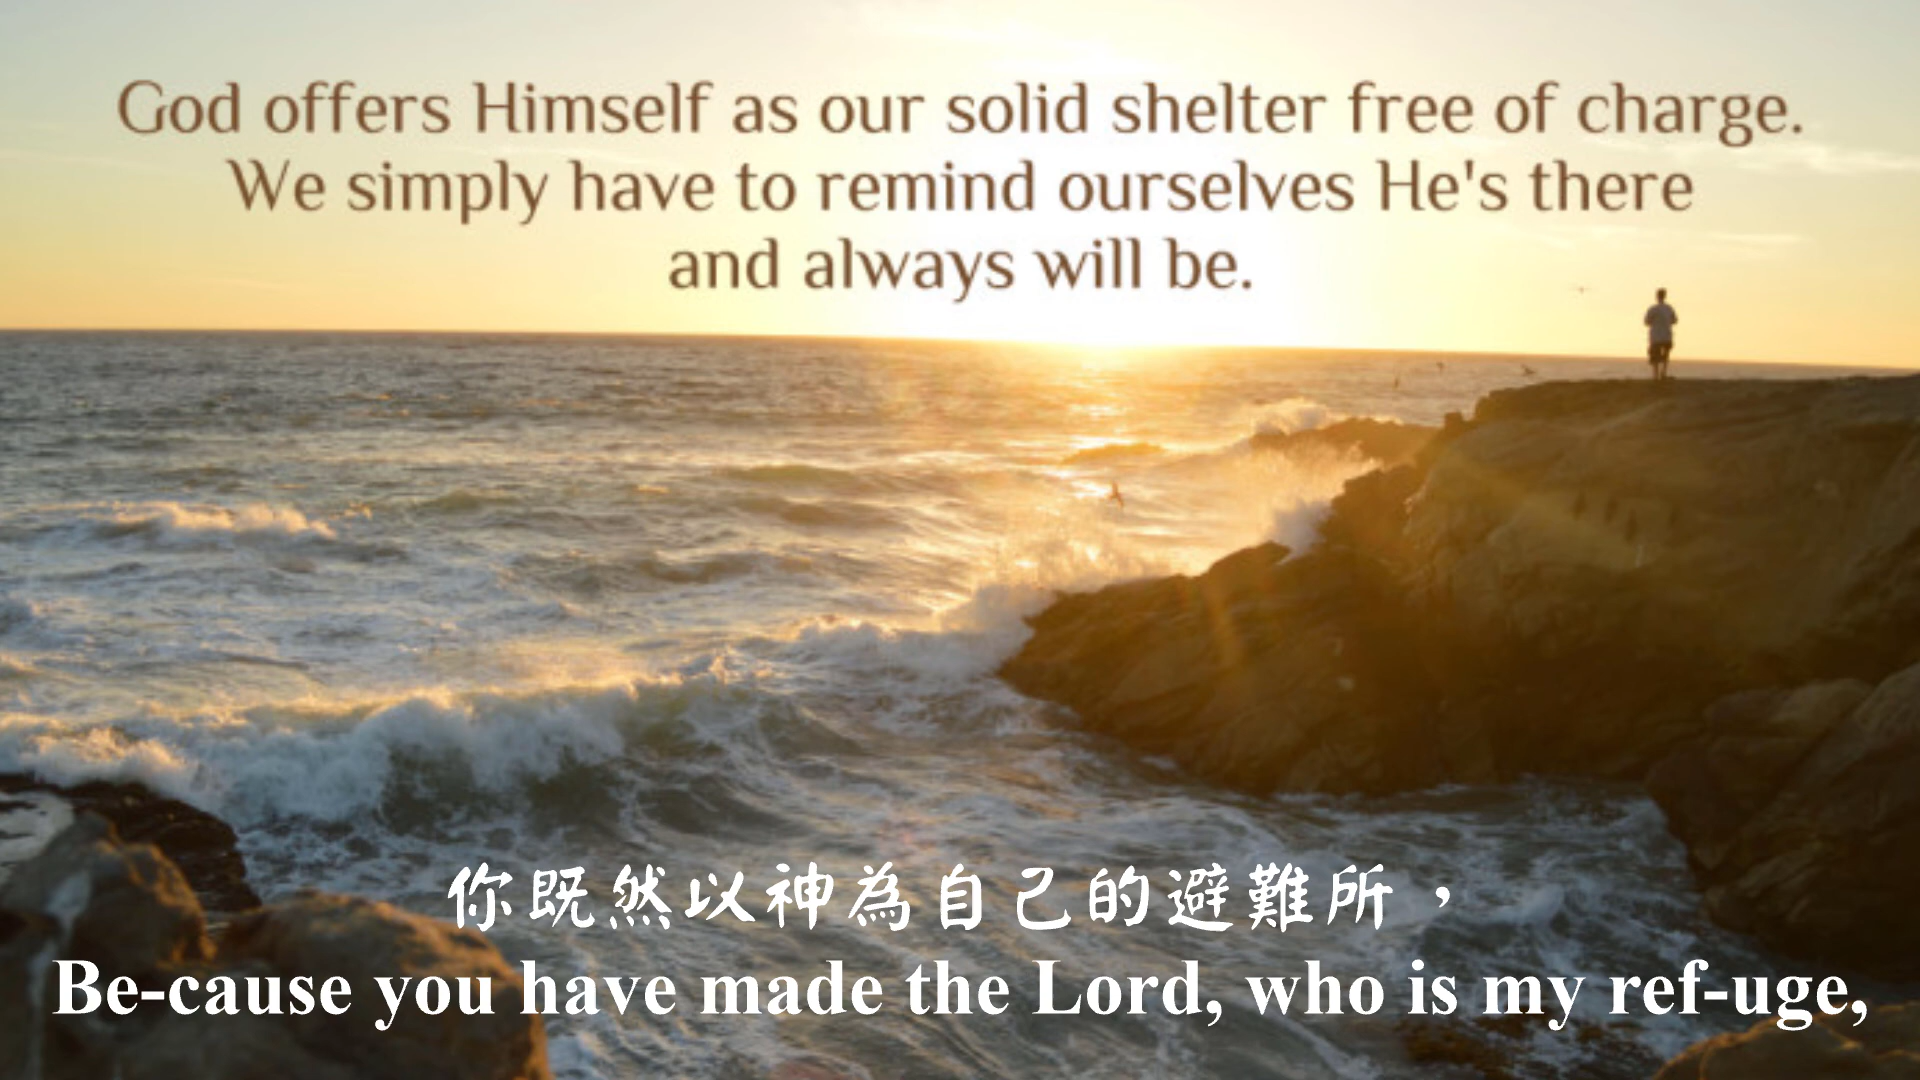 God offers Himself as our solid shelter free of charge.
We simply have to remind ourselves He's there
and always will be.
你既然以神為自己的避難所，
Be-cause you have made the Lord, who is my ref-uge,